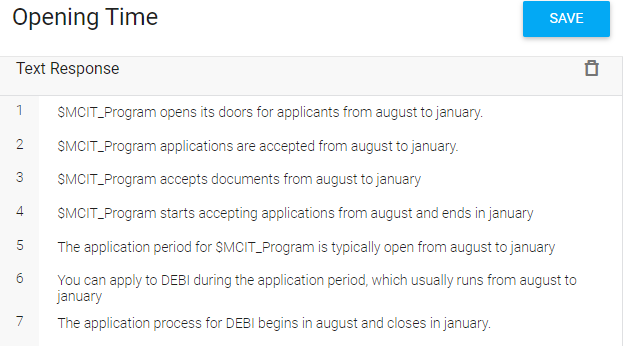 Opening Time
SAVE
Text Response
1 $MCIT_Program opens its doors for applicants from august to january.
2 $MCIT_Program applications are accepted from august to january.
3 $MCIT_Program accepts documents from august to january
4 $MCIT_Program starts accepting applications from august and ends in january
5 The application period for $MCIT_Program is typically open from august to january
6 You can apply to DEBI during the application period, which usually runs from august to
january
7 The application process for DEBI begins in august and closes in january.